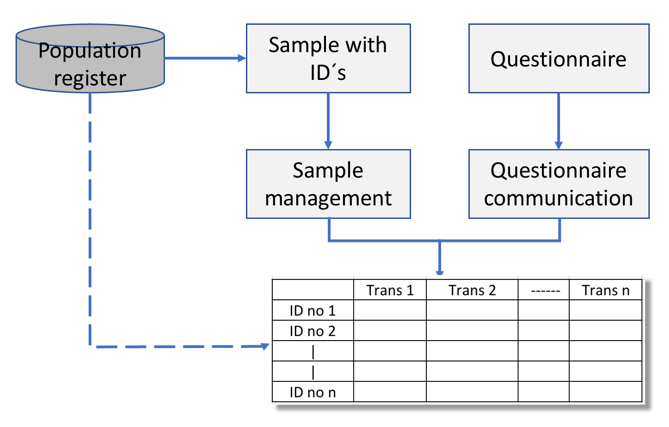 Population
register
Sample with
ID´s
Questionnaire
Sample
management
Questionnaire
communication
Trans 1 Trans 2 ------ Trans n
ID no 1
ID no 2
|
|
ID no n